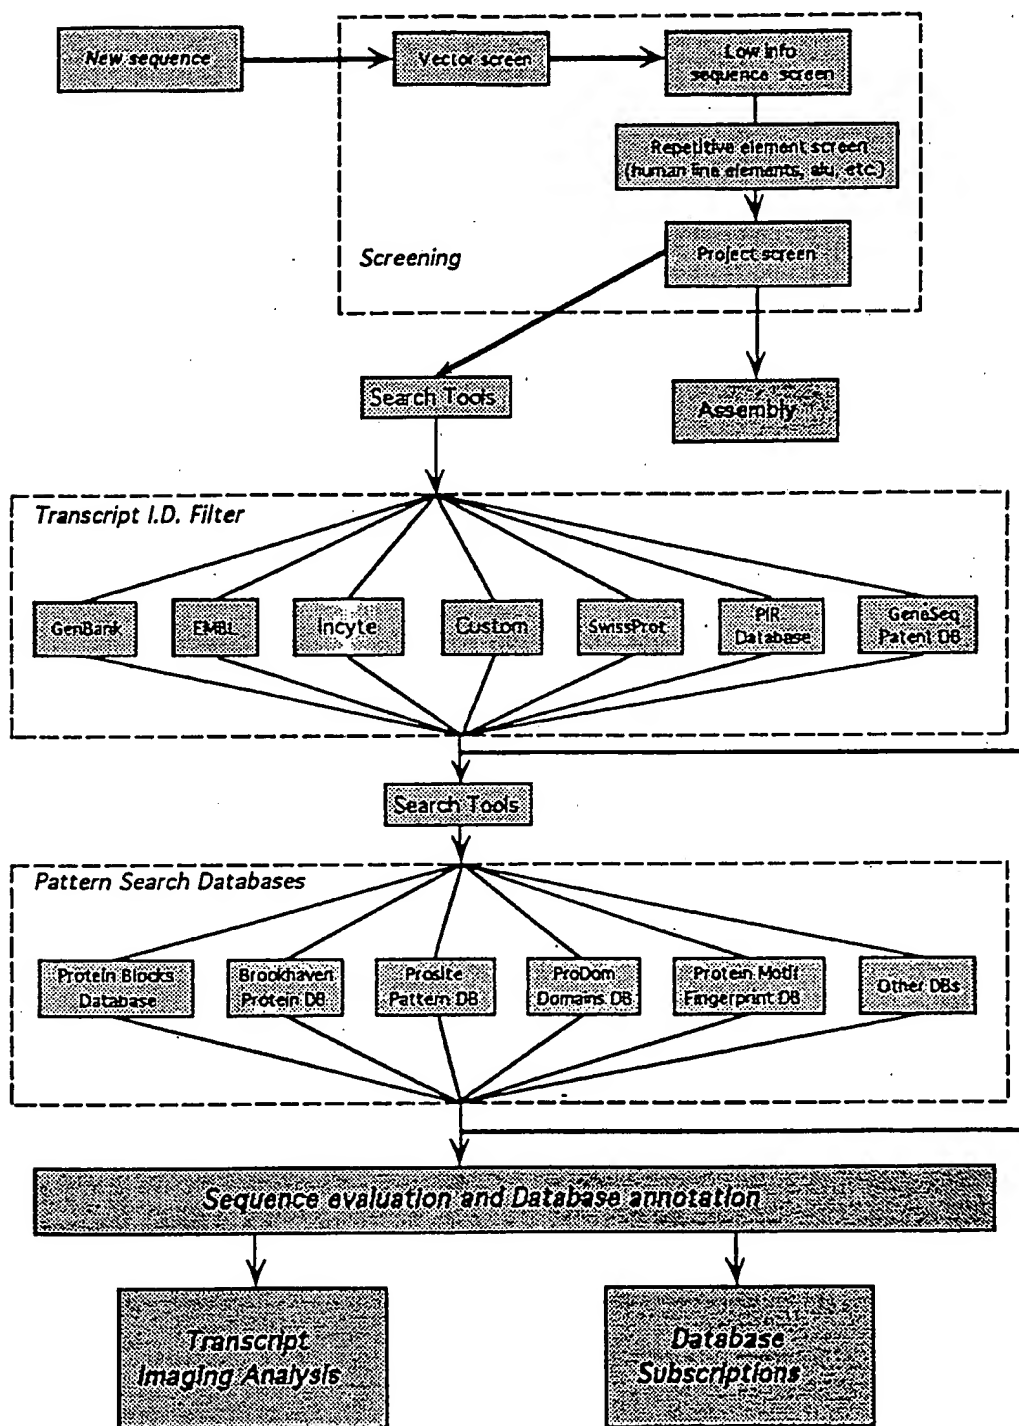 New sequence
Vector screen
Low info
sequence screen
Repetitive element screen
(human line elements, alu, etc.)
Project screen
Screening
Search Tools
Assembly
Transcript I.D. Filter
GenBank
EMBL
Incyte
Custom
SwissProt
PIR
Database
GeneSeq
Patent DB
Search Tools
Pattern Search Databases
Protein Blocks
Database
Brookhaven
Protein DB
Prosite
Pattern DB
ProDom
Domains DB
Protein Motif
Fingerprint DB
Other DBs
Sequence evaluation and Database annotation
Transcript
Imaging Analysis
Database
Subscriptions